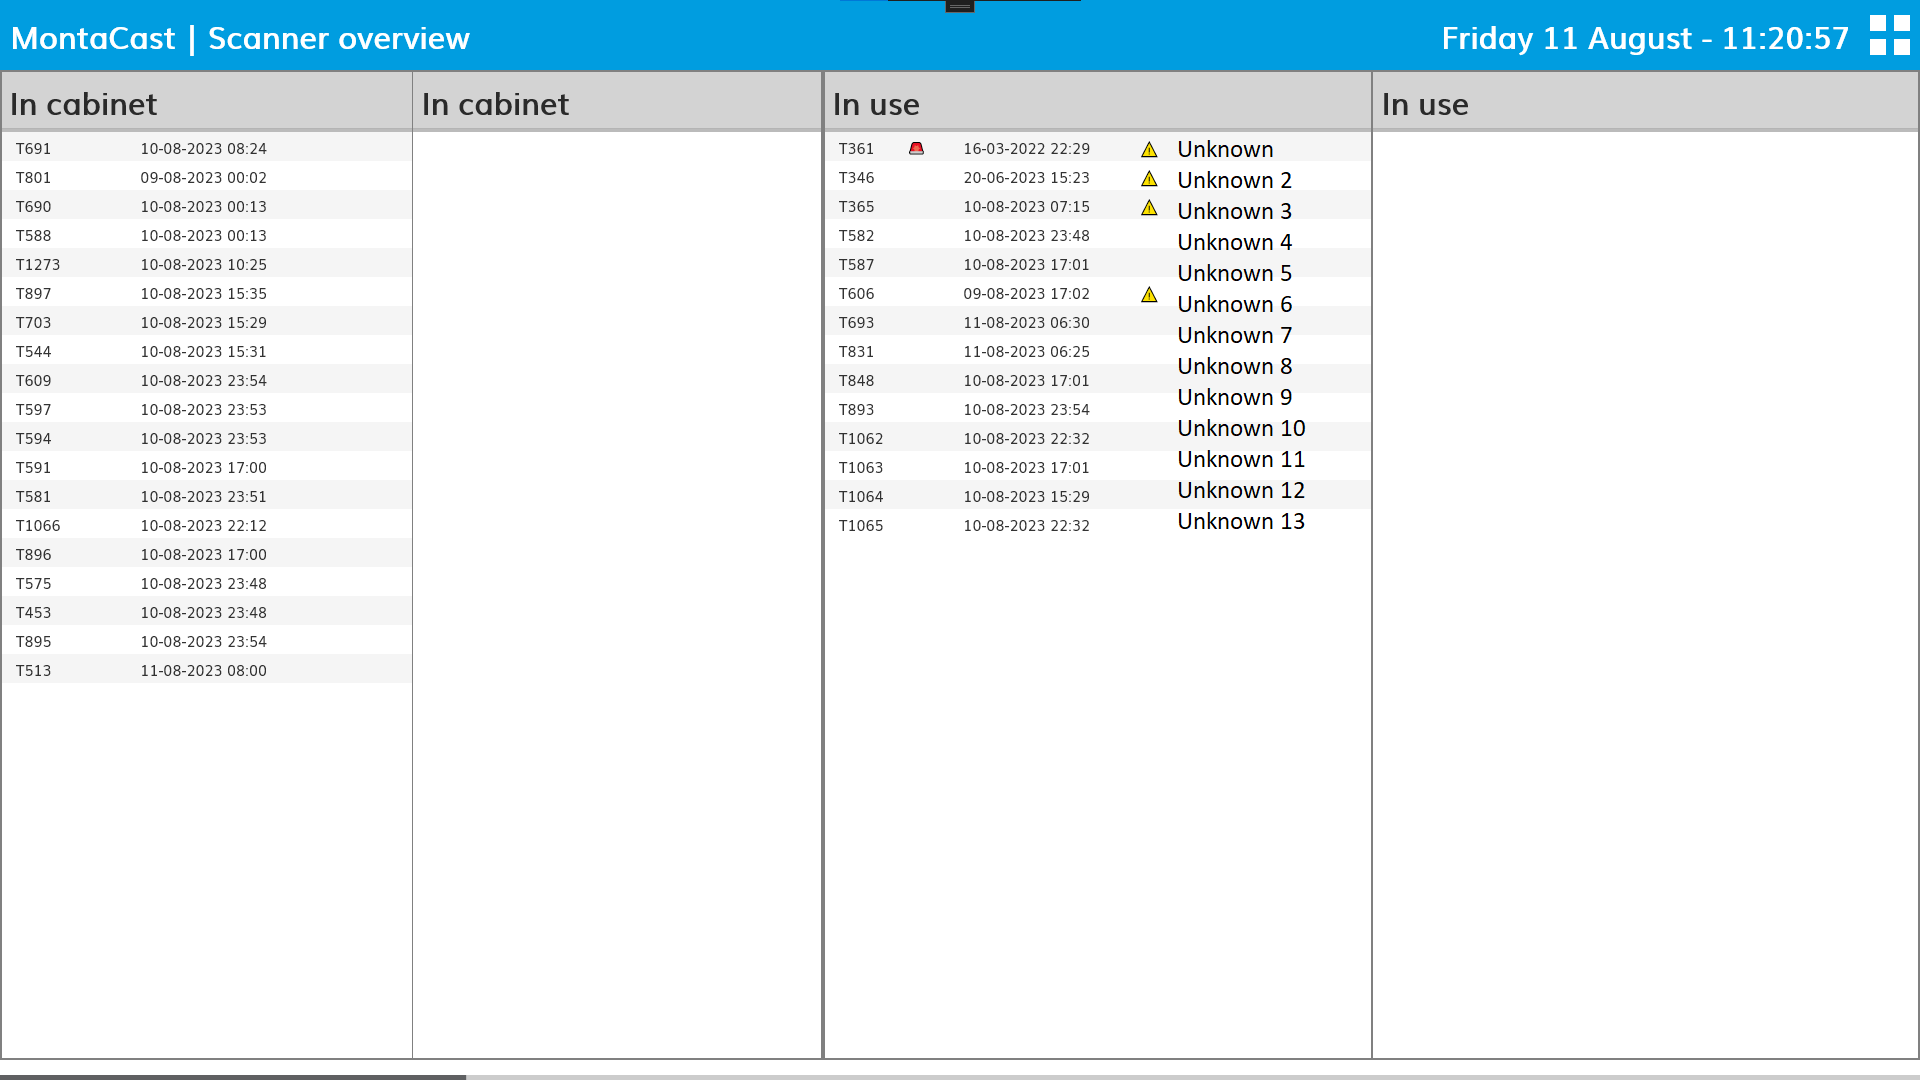 MontaCast | Scanner overview
Friday 11 August - 11:20:57
In cabinet
T691 10-08-2023 08:24
T801 09-08-2023 00:02
T690 10-08-2023 00:13
T588 10-08-2023 00:13
T1273 10-08-2023 10:25
T897 10-08-2023 15:35
T703 10-08-2023 15:29
T544 10-08-2023 15:31
T609 10-08-2023 23:54
T597 10-08-2023 23:53
T594 10-08-2023 23:53
T591 10-08-2023 17:00
T581 10-08-2023 23:51
T1066 10-08-2023 22:12
T896 10-08-2023 17:00
T575 10-08-2023 23:48
T453 10-08-2023 23:48
T895 10-08-2023 23:54
T513 11-08-2023 08:00
In cabinet
In use
T361 16-03-2022 22:29 Unknown
T346 20-06-2023 15:23 Unknown 2
T365 10-08-2023 07:15 Unknown 3
T582 10-08-2023 23:48 Unknown 4
T587 10-08-2023 17:01 Unknown 5
T606 09-08-2023 17:02 Unknown 6
T693 11-08-2023 06:30 Unknown 7
T831 11-08-2023 06:25 Unknown 8
T848 10-08-2023 17:01 Unknown 9
T893 10-08-2023 23:54 Unknown 10
T1062 10-08-2023 22:32 Unknown 11
T1063 10-08-2023 17:01 Unknown 12
T1064 10-08-2023 15:29 Unknown 13
T1065 10-08-2023 22:32
In use